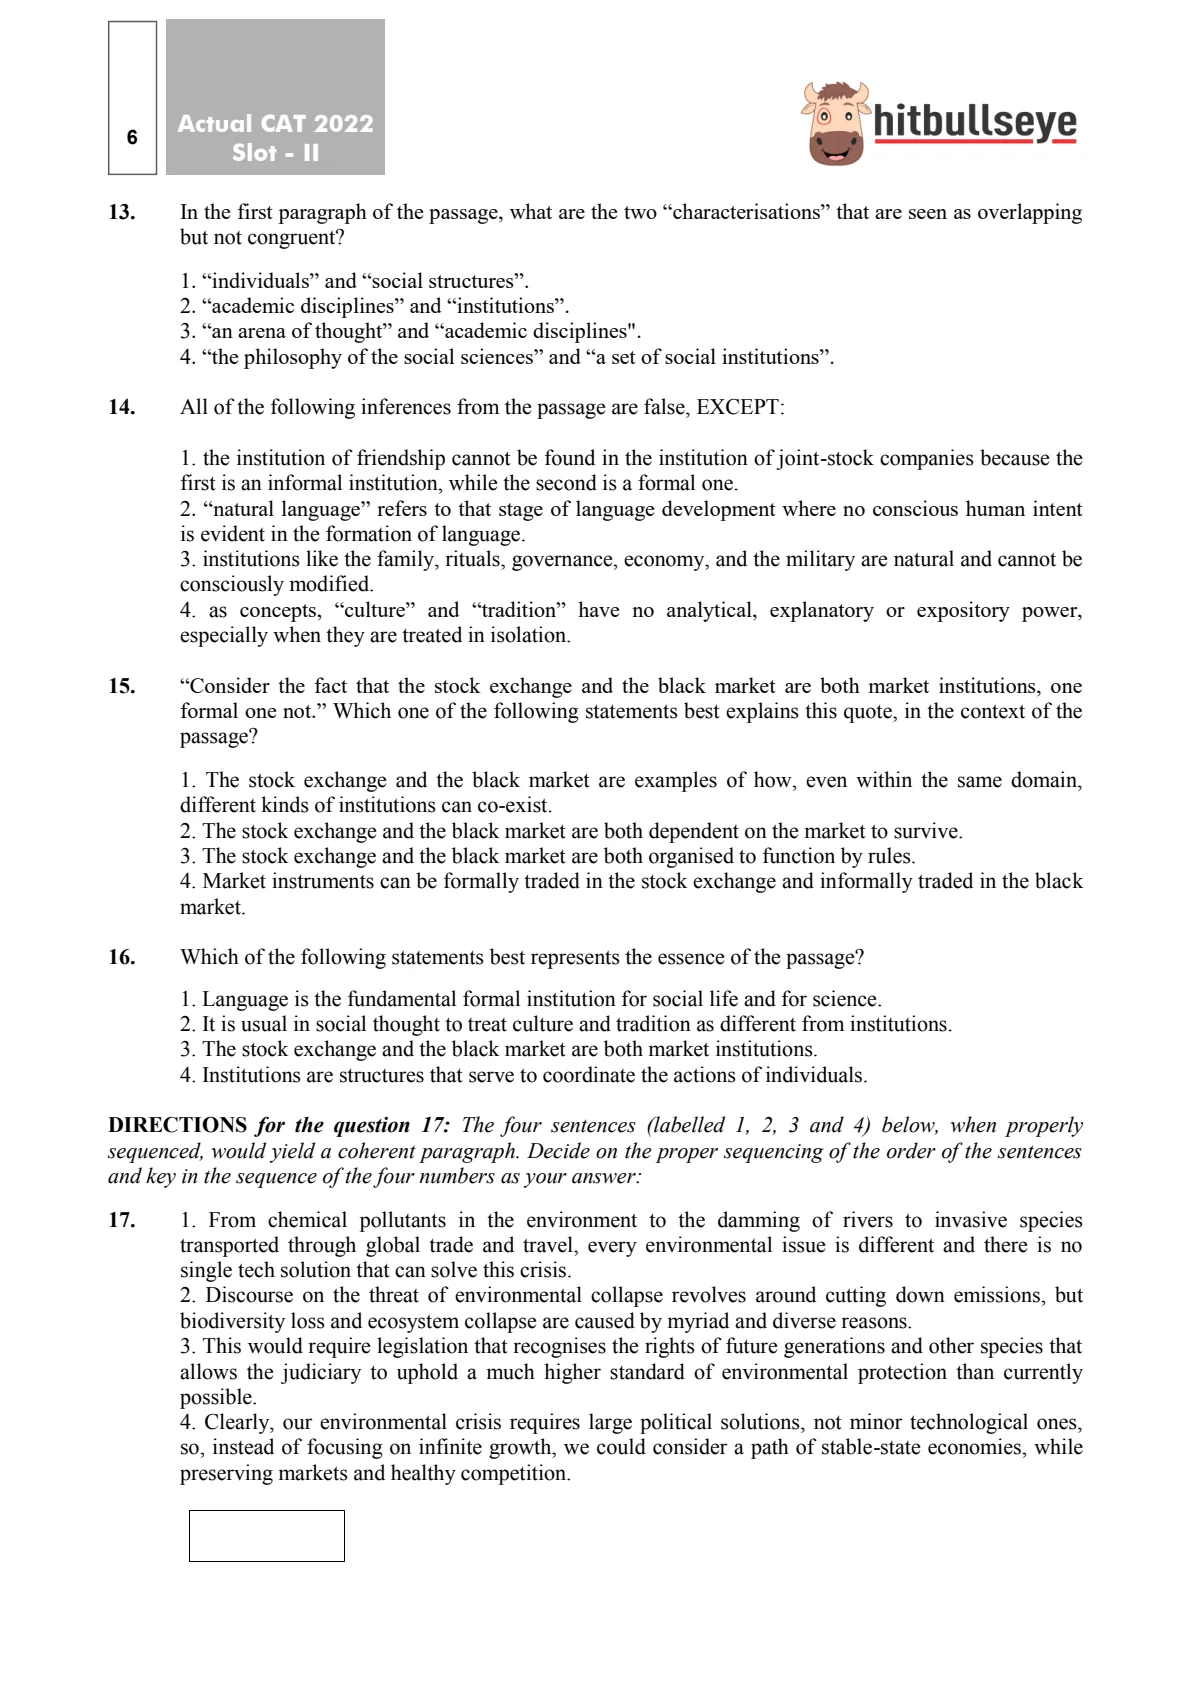 6
Actual CAT 2022
Slot - II
hitbullseye
13. In the first paragraph of the passage, what are the two “characterisations” that are seen as overlapping
but not congruent?
1. “individuals” and “social structures”.
2. “academic disciplines” and “institutions”.
3. “an arena of thought” and “academic disciplines".
4. “the philosophy of the social sciences” and “a set of social institutions”.
14. All of the following inferences from the passage are false, EXCEPT:
1. the institution of friendship cannot be found in the institution of joint-stock companies because the
first is an informal institution, while the second is a formal one.
2. “natural language” refers to that stage of language development where no conscious human intent
is evident in the formation of language.
3. institutions like the family, rituals, governance, economy, and the military are natural and cannot be
consciously modified.
4. as concepts, “culture” and “tradition” have no analytical, explanatory or expository power,
especially when they are treated in isolation.
15. “Consider the fact that the stock exchange and the black market are both market institutions, one
formal one not.” Which one of the following statements best explains this quote, in the context of the
passage?
1. The stock exchange and the black market are examples of how, even within the same domain,
different kinds of institutions can co-exist.
2. The stock exchange and the black market are both dependent on the market to survive.
3. The stock exchange and the black market are both organised to function by rules.
4. Market instruments can be formally traded in the stock exchange and informally traded in the black
market.
16. Which of the following statements best represents the essence of the passage?
1. Language is the fundamental formal institution for social life and for science.
2. It is usual in social thought to treat culture and tradition as different from institutions.
3. The stock exchange and the black market are both market institutions.
4. Institutions are structures that serve to coordinate the actions of individuals.
DIRECTIONS for the question 17: The four sentences (labelled 1, 2, 3 and 4) below, when properly
sequenced, would yield a coherent paragraph. Decide on the proper sequencing of the order of the sentences
and key in the sequence of the four numbers as your answer:
17. 1. From chemical pollutants in the environment to the damming of rivers to invasive species
transported through global trade and travel, every environmental issue is different and there is no
single tech solution that can solve this crisis.
2. Discourse on the threat of environmental collapse revolves around cutting down emissions, but
biodiversity loss and ecosystem collapse are caused by myriad and diverse reasons.
3. This would require legislation that recognises the rights of future generations and other species that
allows the judiciary to uphold a much higher standard of environmental protection than currently
possible.
4. Clearly, our environmental crisis requires large political solutions, not minor technological ones,
so, instead of focusing on infinite growth, we could consider a path of stable-state economies, while
preserving markets and healthy competition.